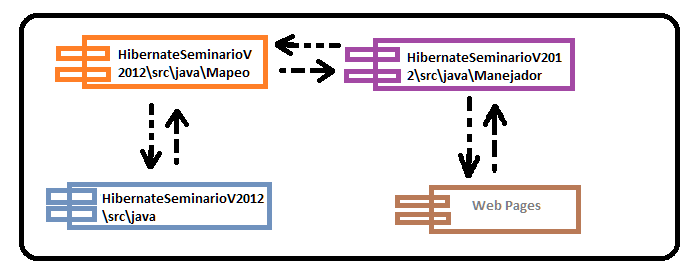 HibernateSeminarioV
2012\src\java\Mapeo
HibernateSeminarioV201
2\src\java\Manejador
HibernateSeminarioV2012
\src\java
Web Pages